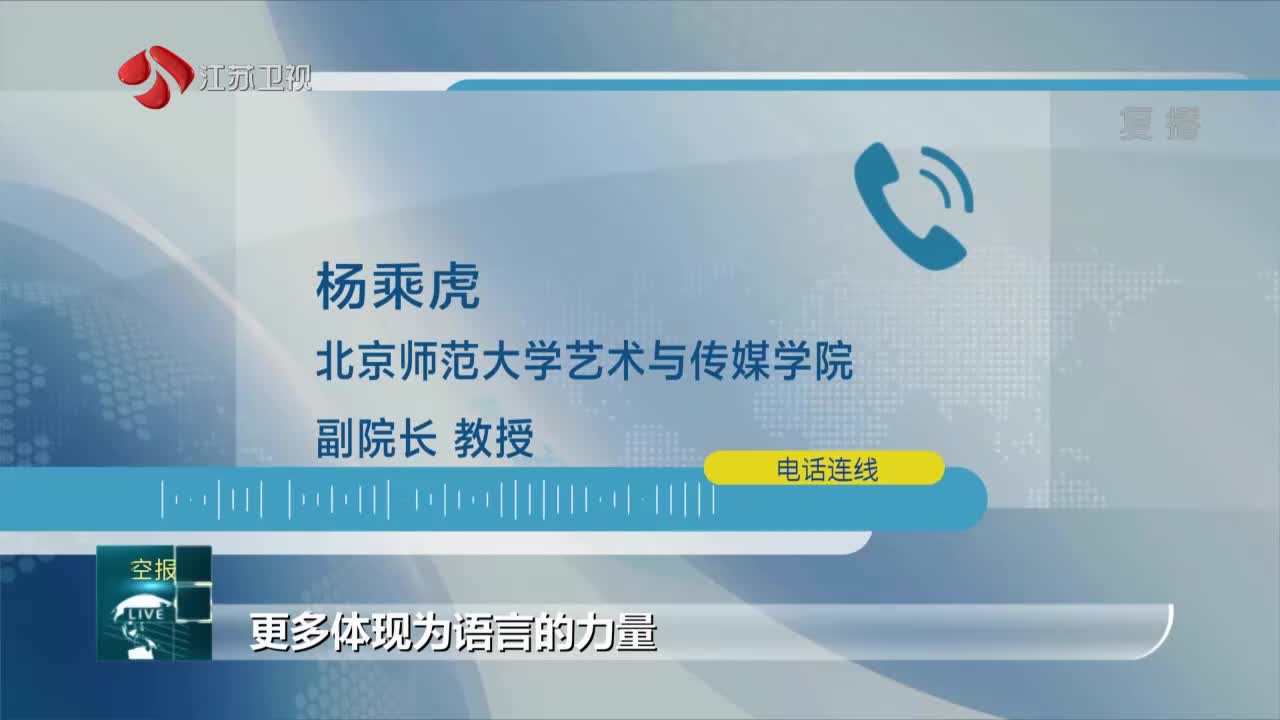 江苏卫视
复播
杨乘虎
北京师范大学艺术与传媒学院
副院长 教授
电话连线
空报
LIVE
更多体现为语言的力量